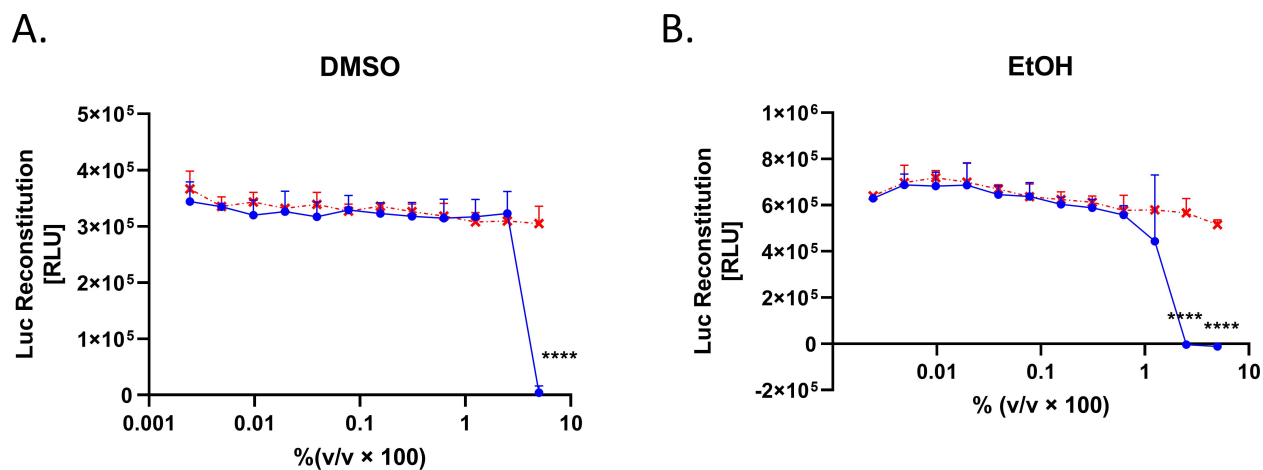 A.
DMSO
Luc Reconstitution
[RLU]
5×10⁵
4×10⁵
3×10⁵
2×10⁵
1×10⁵
0
****
0.001
0.01
0.1
1
10
%(v/v × 100)
B.
EtOH
Luc Reconstitution
[RLU]
1×10⁶
8×10⁵
6×10⁵
4×10⁵
2×10⁵
0
-2×10⁵
****
****
0.01
0.1
1
10
% (v/v × 100)